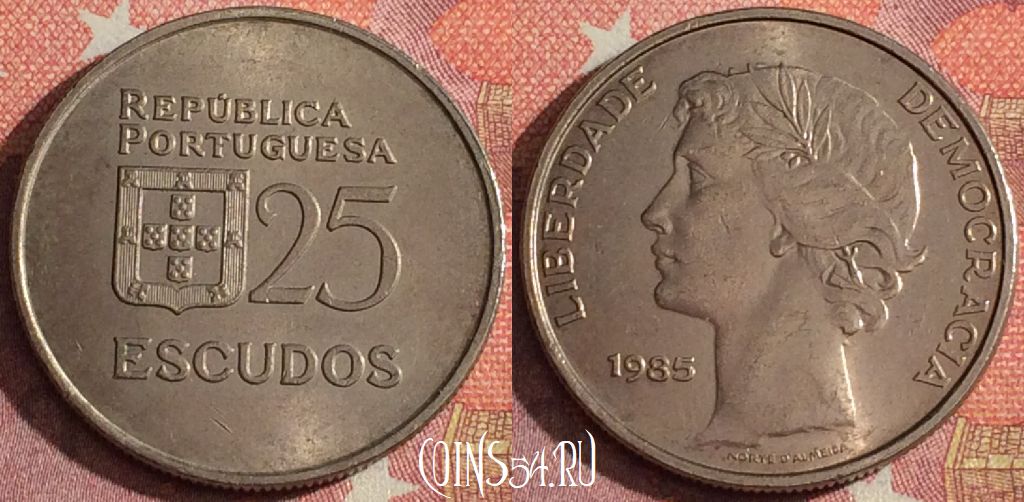 REPÚBLICA
PORTUGUESA
25
ESCUDOS
LIBERDADE DEMOCRACIA
1985
NORTE D'ALMEIDA
COINS54.RU